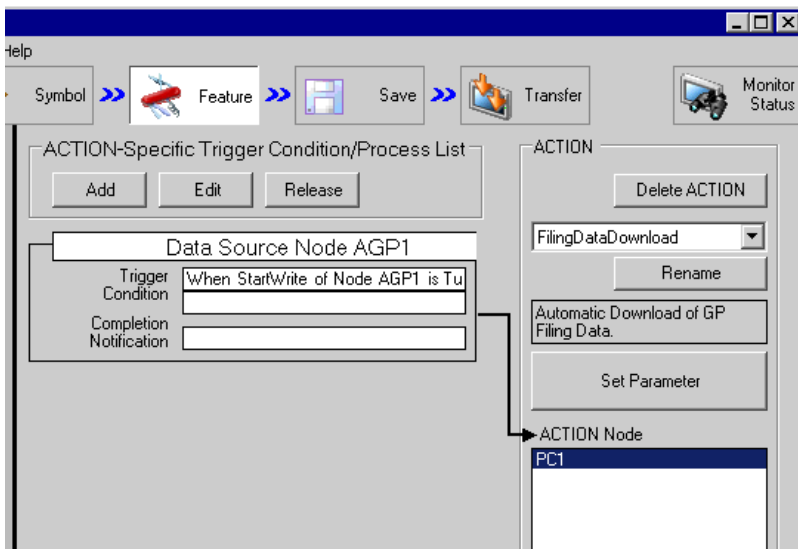 Help
Symbol
Feature
Save
Transfer
Monitor
Status
ACTION-Specific Trigger Condition/Process List
Add
Edit
Release
Data Source Node AGP1
Trigger
Condition
When StartWrite of Node AGP1 is Tu
Completion
Notification
ACTION
Delete ACTION
FilingDataDownload
Rename
Automatic Download of GP
Filing Data.
Set Parameter
ACTION Node
PC1